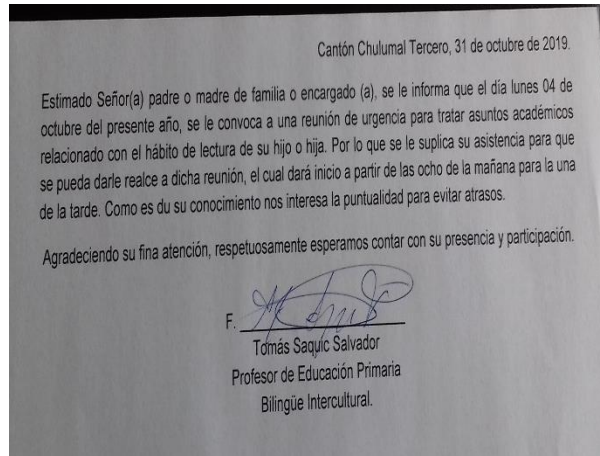 Cantón Chulumal Tercero, 31 de octubre de 2019.
Estimado Señor(a) padre o madre de familia o encargado (a), se le informa que el día lunes 04 de
octubre del presente año, se le convoca a una reunión de urgencia para tratar asuntos académicos
relacionado con el hábito de lectura de su hijo o hija. Por lo que se le suplica su asistencia para que
se pueda darle realce a dicha reunión, el cual dará inicio a partir de las ocho de la mañana para la una
de la tarde. Como es du su conocimiento nos interesa la puntualidad para evitar atrasos.
Agradeciendo su fina atención, respetuosamente esperamos contar con su presencia y participación.
F.
Tomás Saquic Salvador
Profesor de Educación Primaria
Bilingüe Intercultural.